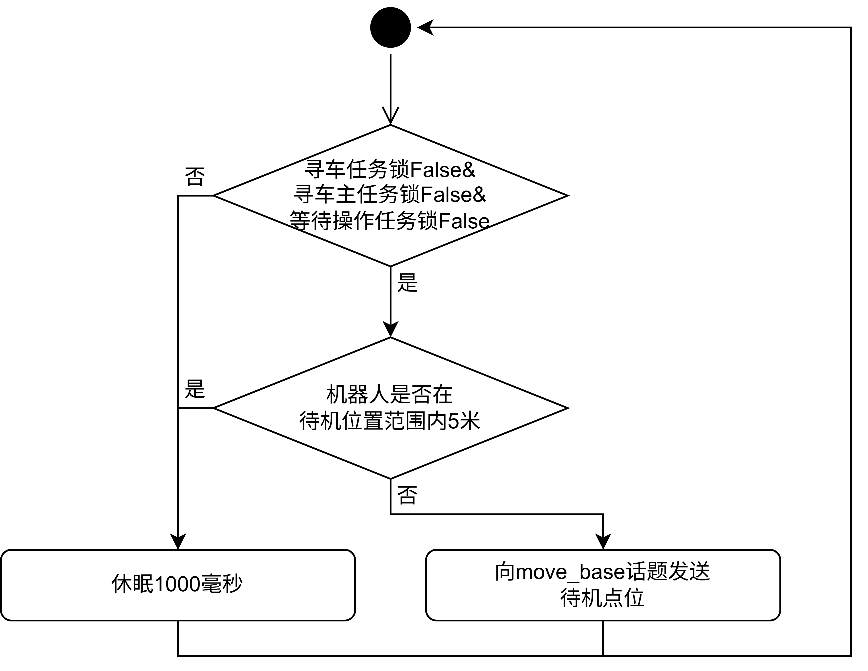 寻车任务锁False&
寻车主任务锁False&
等待操作任务锁False
否
是
机器人是否在
待机位置范围内5米
是
否
休眠1000毫秒
向move_base话题发送
待机点位